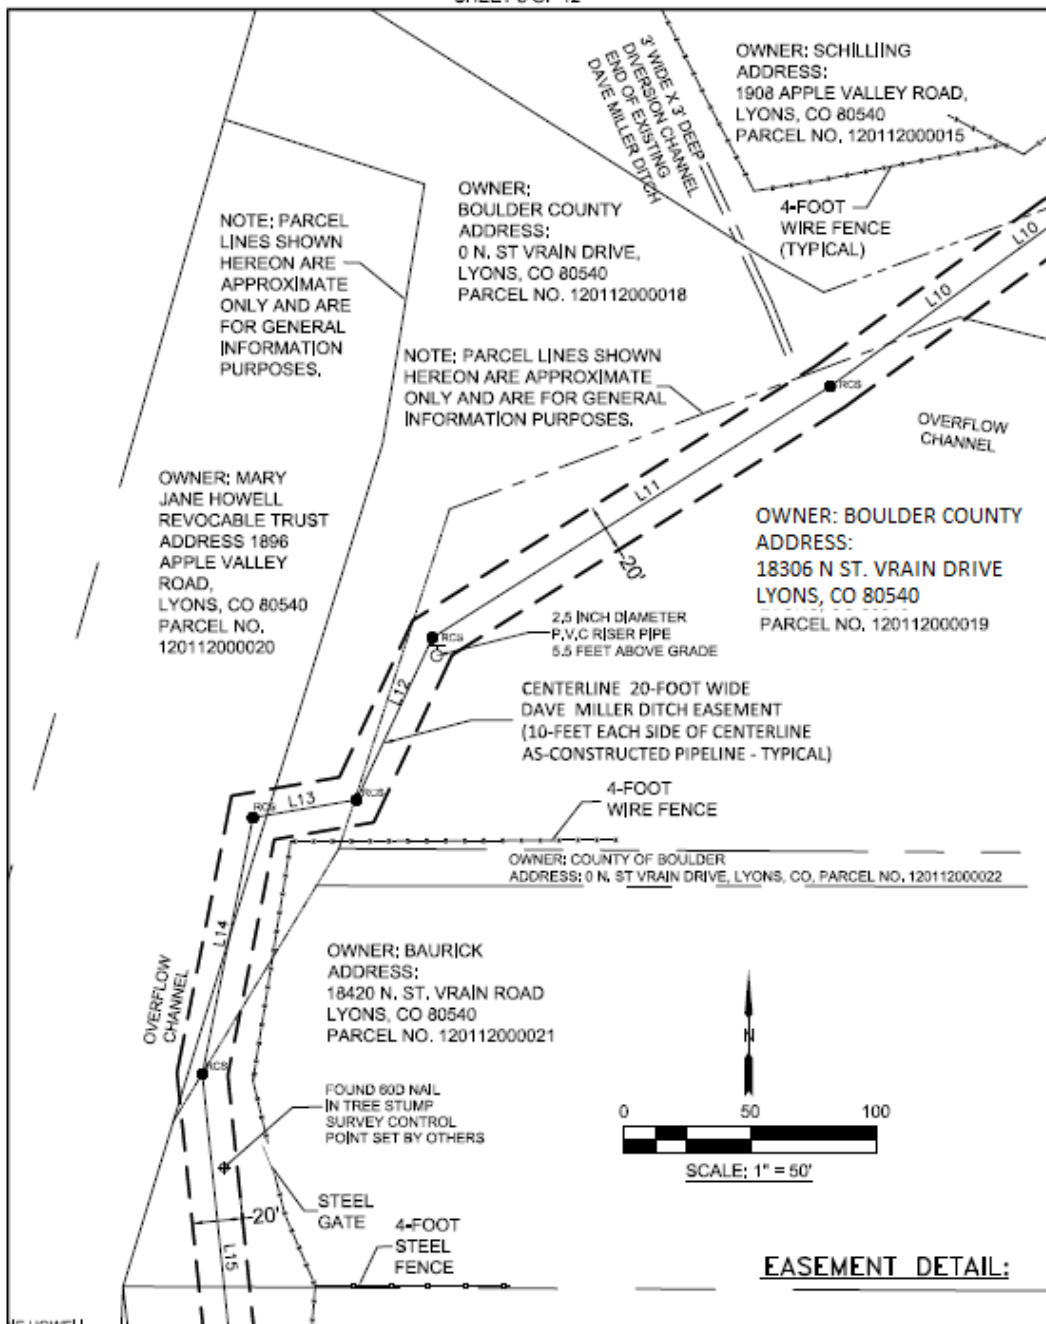 OWNER: SCHILLIING
ADDRESS:
1908 APPLE VALLEY ROAD,
LYONS, CO 80540
PARCEL NO. 120112000015
3' WIDE X 3' DEEP
DIVERSION CHANNEL
END OF EXISTING
DAVE MILLER DITCH
OWNER:
BOULDER COUNTY
ADDRESS:
0 N. ST VRAIN DRIVE,
LYONS, CO 80540
PARCEL NO. 120112000018
4-FOOT
WIRE FENCE
(TYPICAL)
L10
L10
NOTE: PARCEL
LINES SHOWN
HEREON ARE
APPROXIMATE
ONLY AND ARE
FOR GENERAL
INFORMATION
PURPOSES.
NOTE: PARCEL LINES SHOWN
HEREON ARE APPROXIMATE
ONLY AND ARE FOR GENERAL
INFORMATION PURPOSES.
RCS
OVERFLOW
CHANNEL
L11
OWNER: MARY
JANE HOWELL
REVOCABLE TRUST
ADDRESS 1896
APPLE VALLEY
ROAD,
LYONS, CO 80540
PARCEL NO.
120112000020
OWNER: BOULDER COUNTY
ADDRESS:
18306 N ST. VRAIN DRIVE
LYONS, CO 80540
PARCEL NO. 120112000019
20'
2.5 INCH DIAMETER
P.V.C RISER PIPE
5.5 FEET ABOVE GRADE
RCS
L12
CENTERLINE 20-FOOT WIDE
DAVE MILLER DITCH EASEMENT
(10-FEET EACH SIDE OF CENTERLINE
AS-CONSTRUCTED PIPELINE - TYPICAL)
4-FOOT
WIRE FENCE
RCS
L13
RCS
OWNER: COUNTY OF BOULDER
ADDRESS: 0 N. ST VRAIN DRIVE, LYONS, CO, PARCEL NO. 120112000022
L14
OVERFLOW
CHANNEL
OWNER: BAURICK
ADDRESS:
18420 N. ST. VRAIN ROAD
LYONS, CO 80540
PARCEL NO. 120112000021
RCS
FOUND 60D NAIL
IN TREE STUMP
SURVEY CONTROL
POINT SET BY OTHERS
N
0 50 100
SCALE: 1" = 50'
STEEL
GATE
20'
L15
4-FOOT
STEEL
FENCE
EASEMENT DETAIL: